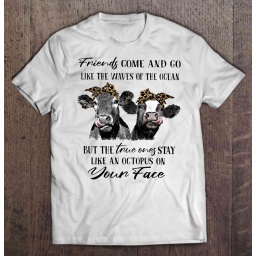 Friends COME AND GO
LIKE THE WAVES OF THE OCEAN
BUT THE true ones STAY
LIKE AN OCTOPUS ON
Your Face